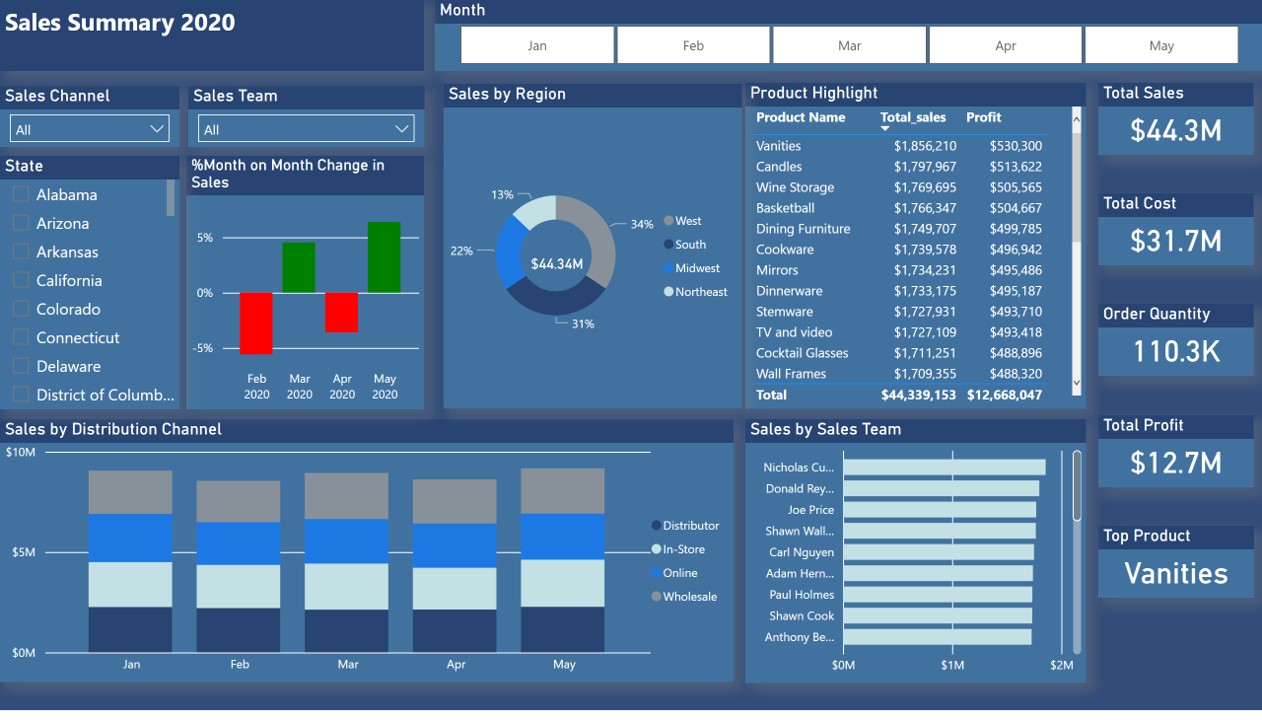 Sales Summary 2020
Month
Jan Feb Mar Apr May
Sales Channel
All
Sales Team
All
State
Alabama
Arizona
Arkansas
California
Colorado
Connecticut
Delaware
District of Columb...
%Month on Month Change in
Sales
5%
0%
-5%
Feb Mar Apr May
2020 2020 2020 2020
Sales by Region
13%
34%
22%
31%
$44.34M
West
South
Midwest
Northeast
Product Highlight
Product Name Total_sales Profit
Vanities $1,856,210 $530,300
Candles $1,797,967 $513,622
Wine Storage $1,769,695 $505,565
Basketball $1,766,347 $504,667
Dining Furniture $1,749,707 $499,785
Cookware $1,739,578 $496,942
Mirrors $1,734,231 $495,486
Dinnerware $1,733,175 $495,187
Stemware $1,727,931 $493,710
TV and video $1,727,109 $493,418
Cocktail Glasses $1,711,251 $488,896
Wall Frames $1,709,355 $488,320
Total $44,339,153 $12,668,047
Total Sales
$44.3M
Total Cost
$31.7M
Order Quantity
110.3K
Total Profit
$12.7M
Top Product
Vanities
Sales by Distribution Channel
$10M
$5M
$0M
Jan Feb Mar Apr May
Distributor
In-Store
Online
Wholesale
Sales by Sales Team
Nicholas Cu...
Donald Rey...
Joe Price
Shawn Wall...
Carl Nguyen
Adam Hern...
Paul Holmes
Shawn Cook
Anthony Be...
$0M $1M $2M